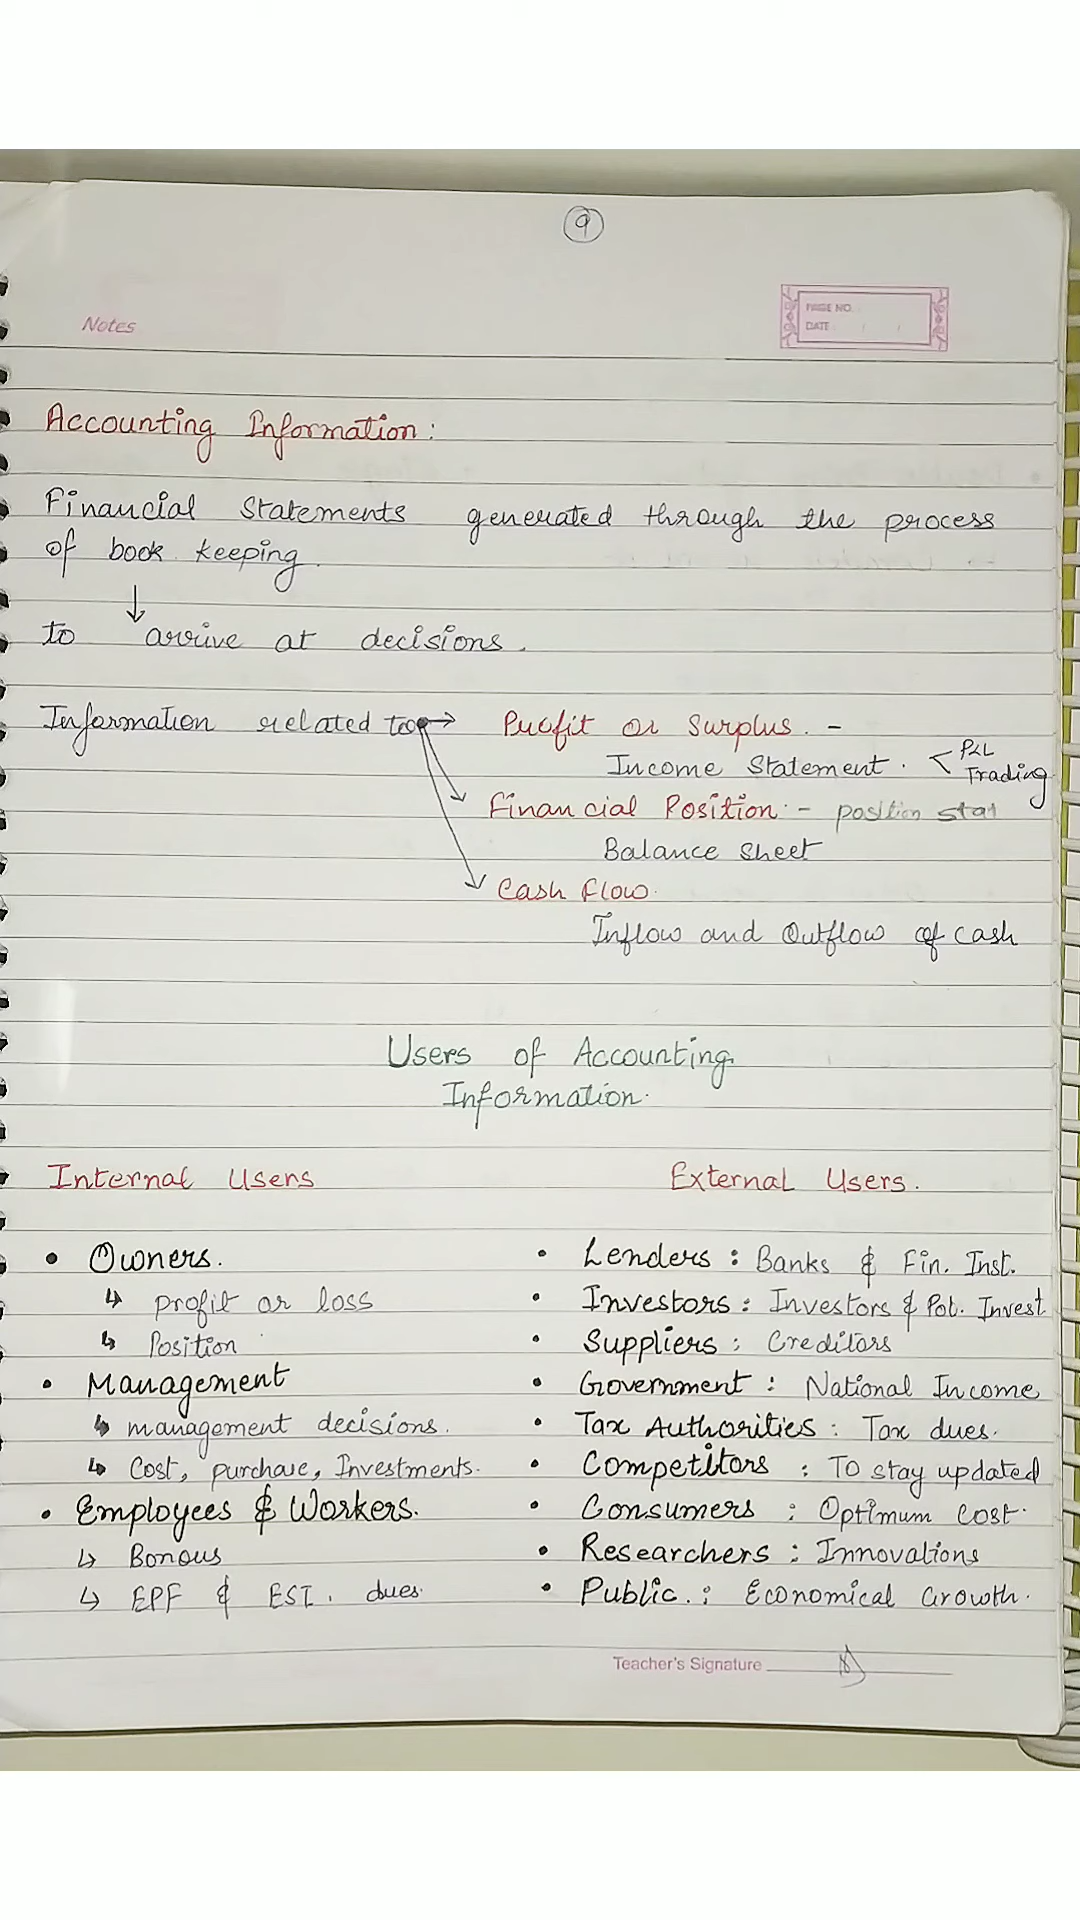 9
Notes
PAGE NO.
DATE / /
Accounting Information :
Financial Statements generated through the process
of book keeping.
↓
to arrive at decisions.
Information related to → Profit or Surplus. -
Income Statement. < P&L
Trading
Financial Position - position stat
Balance Sheet
Cash Flow.
Inflow and Outflow of cash
Users of Accounting
Information.
Internal Users
• Owners.
↳ profit or loss
↳ Position
• Management
↳ management decisions.
↳ Cost, purchase, Investments.
• Employees & Workers.
↳ Bonous
↳ EPF & ESI. dues.
External Users.
• Lenders : Banks & Fin. Inst.
• Investors : Investors & Pot. Invest.
• Suppliers : Creditors
• Government : National Income
• Tax Authorities : Tax dues.
• Competitors : To stay updated
• Consumers : Optimum Cost.
• Researchers : Innovations
• Public. : Economical Growth.
Teacher's Signature